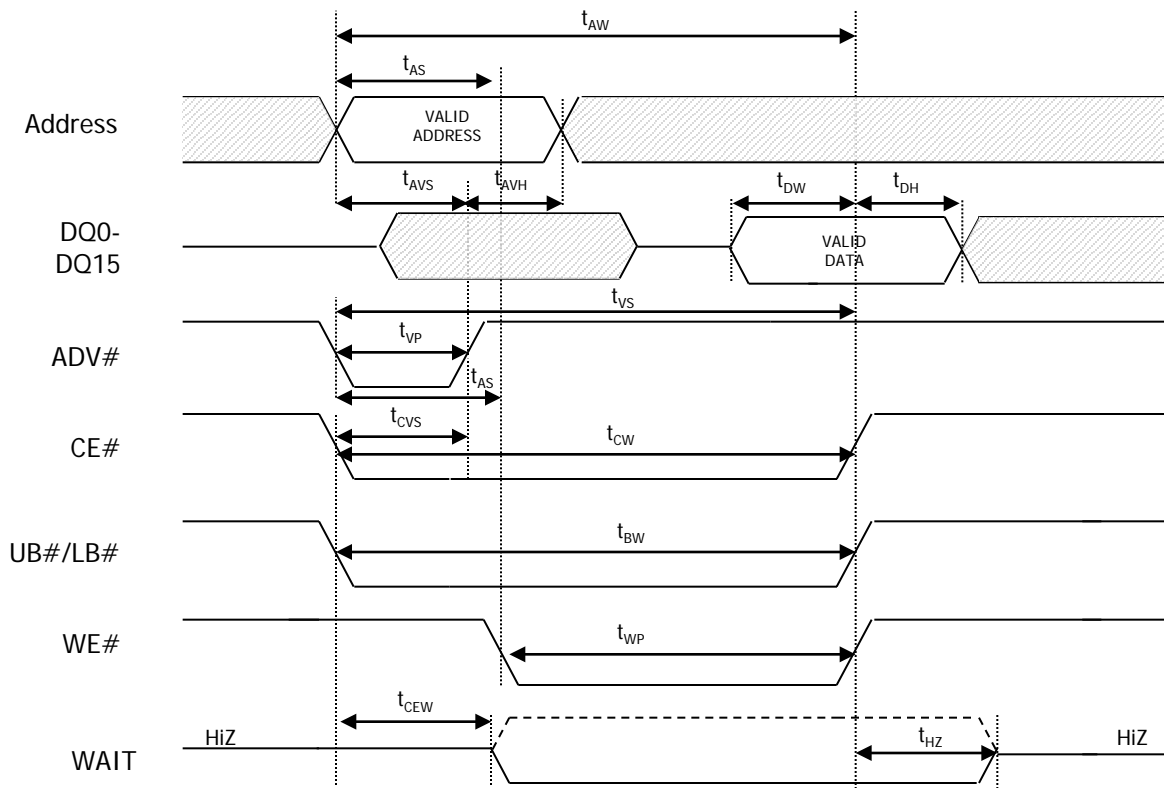 tAW
tAS
Address
VALID
ADDRESS
tAVS
tAVH
tDW
tDH
DQ0-
DQ15
VALID
DATA
tVS
ADV#
tVP
tAS
CE#
tCVS
tCW
UB#/LB#
tBW
WE#
tWP
tCEW
WAIT
HiZ
tHZ
HiZ